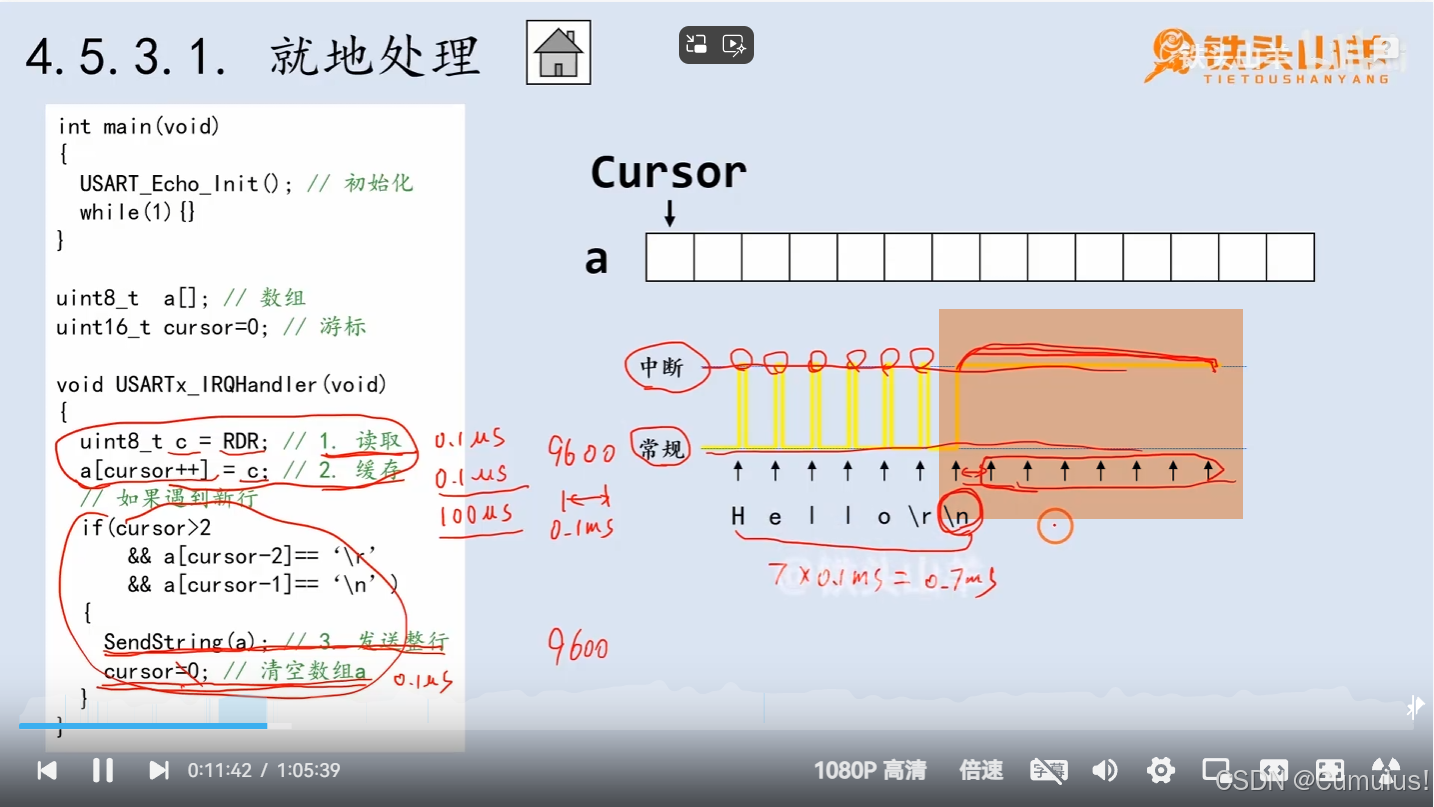 4.5.3.1. 就地处理
铁头山羊
TIETOUSHANYANG
int main(void)
{
USART_Echo_Init(); // 初始化
while(1){}
}
uint8_t a[]; // 数组
uint16_t cursor=0; // 游标
void USARTx_IRQHandler(void)
{
uint8_t c = RDR; // 1. 读取
a[cursor++] = c; // 2. 缓存
// 如果遇到新行
if(cursor>2
&& a[cursor-2]== ‘\r’
&& a[cursor-1]== ‘\n’)
{
SendString(a); // 3. 发送整行
cursor=0; // 清空数组a
}
}
0.1μs
0.1μs
100μs
0.1μs
9600
0.1ms
9600
Cursor
a
中断
常规
H e l l o \r \n
7×0.1ms = 0.7ms
@铁头山羊
0:11:42 / 1:05:39
1080P 高清 倍速 字幕
CSDN @Cumulus!